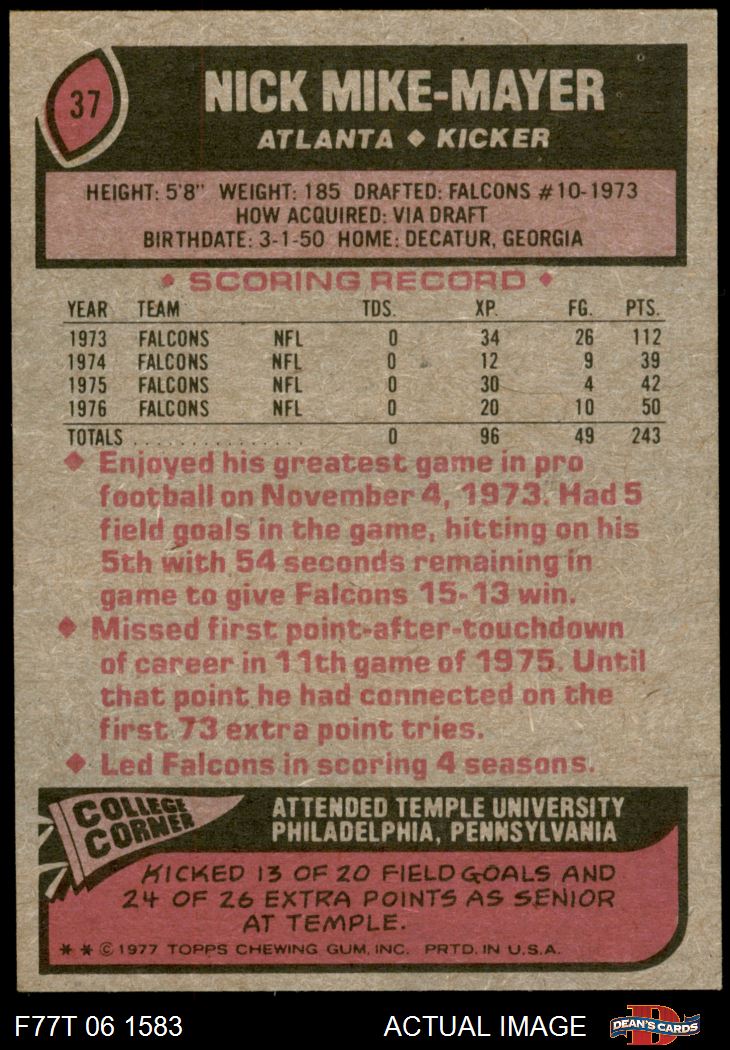 37
NICK MIKE-MAYER
ATLANTA ◆ KICKER
HEIGHT: 5'8" WEIGHT: 185 DRAFTED: FALCONS #10-1973
HOW ACQUIRED: VIA DRAFT
BIRTHDATE: 3-1-50 HOME: DECATUR, GEORGIA
◆ SCORING RECORD ◆
YEAR TEAM TDS. XP. FG. PTS.
1973 FALCONS NFL 0 34 26 112
1974 FALCONS NFL 0 12 9 39
1975 FALCONS NFL 0 30 4 42
1976 FALCONS NFL 0 20 10 50
TOTALS . . . . . . . . . . . . . . . . 0 96 49 243
◆ Enjoyed his greatest game in pro
football on November 4, 1973. Had 5
field goals in the game, hitting on his
5th with 54 seconds remaining in
game to give Falcons 15-13 win.
◆ Missed first point-after-touchdown
of career in 11th game of 1975. Until
that point he had connected on the
first 73 extra point tries.
◆ Led Falcons in scoring 4 seasons.
COLLEGE
CORNER
ATTENDED TEMPLE UNIVERSITY
PHILADELPHIA, PENNSYLVANIA
KICKED 13 OF 20 FIELD GOALS AND
24 OF 26 EXTRA POINTS AS SENIOR
AT TEMPLE.
* * © 1977 TOPPS CHEWING GUM, INC. PRTD. IN U.S.A.
F77T 06 1583 ACTUAL IMAGE
D
DEAN'S CARDS